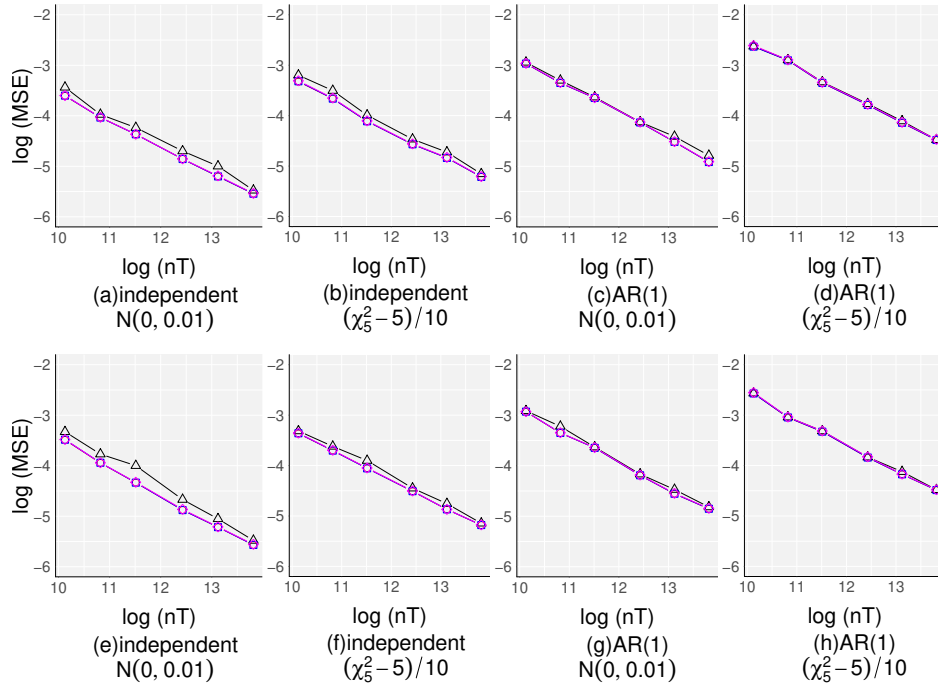 log (MSE)
−2
−3
−4
−5
−6
10 11 12 13
log (nT)
(a)independent
N(0, 0.01)
−2
−3
−4
−5
−6
10 11 12 13
log (nT)
(b)independent
(χ₅²−5)/10
−2
−3
−4
−5
−6
10 11 12 13
log (nT)
(c)AR(1)
N(0, 0.01)
−2
−3
−4
−5
−6
10 11 12 13
log (nT)
(d)AR(1)
(χ₅²−5)/10
log (MSE)
−2
−3
−4
−5
−6
10 11 12 13
log (nT)
(e)independent
N(0, 0.01)
−2
−3
−4
−5
−6
10 11 12 13
log (nT)
(f)independent
(χ₅²−5)/10
−2
−3
−4
−5
−6
10 11 12 13
log (nT)
(g)AR(1)
N(0, 0.01)
−2
−3
−4
−5
−6
10 11 12 13
log (nT)
(h)AR(1)
(χ₅²−5)/10